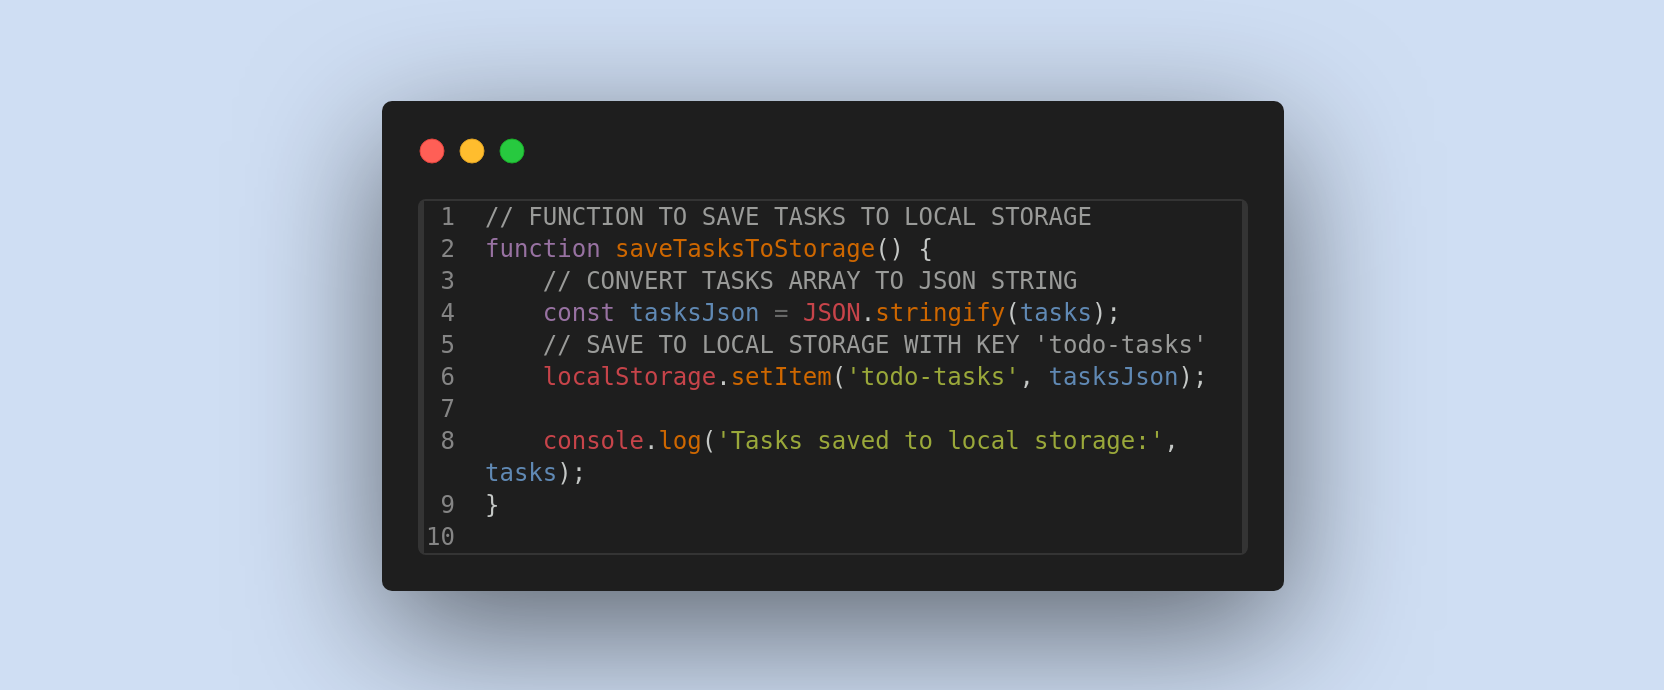 1 // FUNCTION TO SAVE TASKS TO LOCAL STORAGE
2 function saveTasksToStorage() {
3     // CONVERT TASKS ARRAY TO JSON STRING
4     const tasksJson = JSON.stringify(tasks);
5     // SAVE TO LOCAL STORAGE WITH KEY 'todo-tasks'
6     localStorage.setItem('todo-tasks', tasksJson);
7
8     console.log('Tasks saved to local storage:',
tasks);
9 }
10